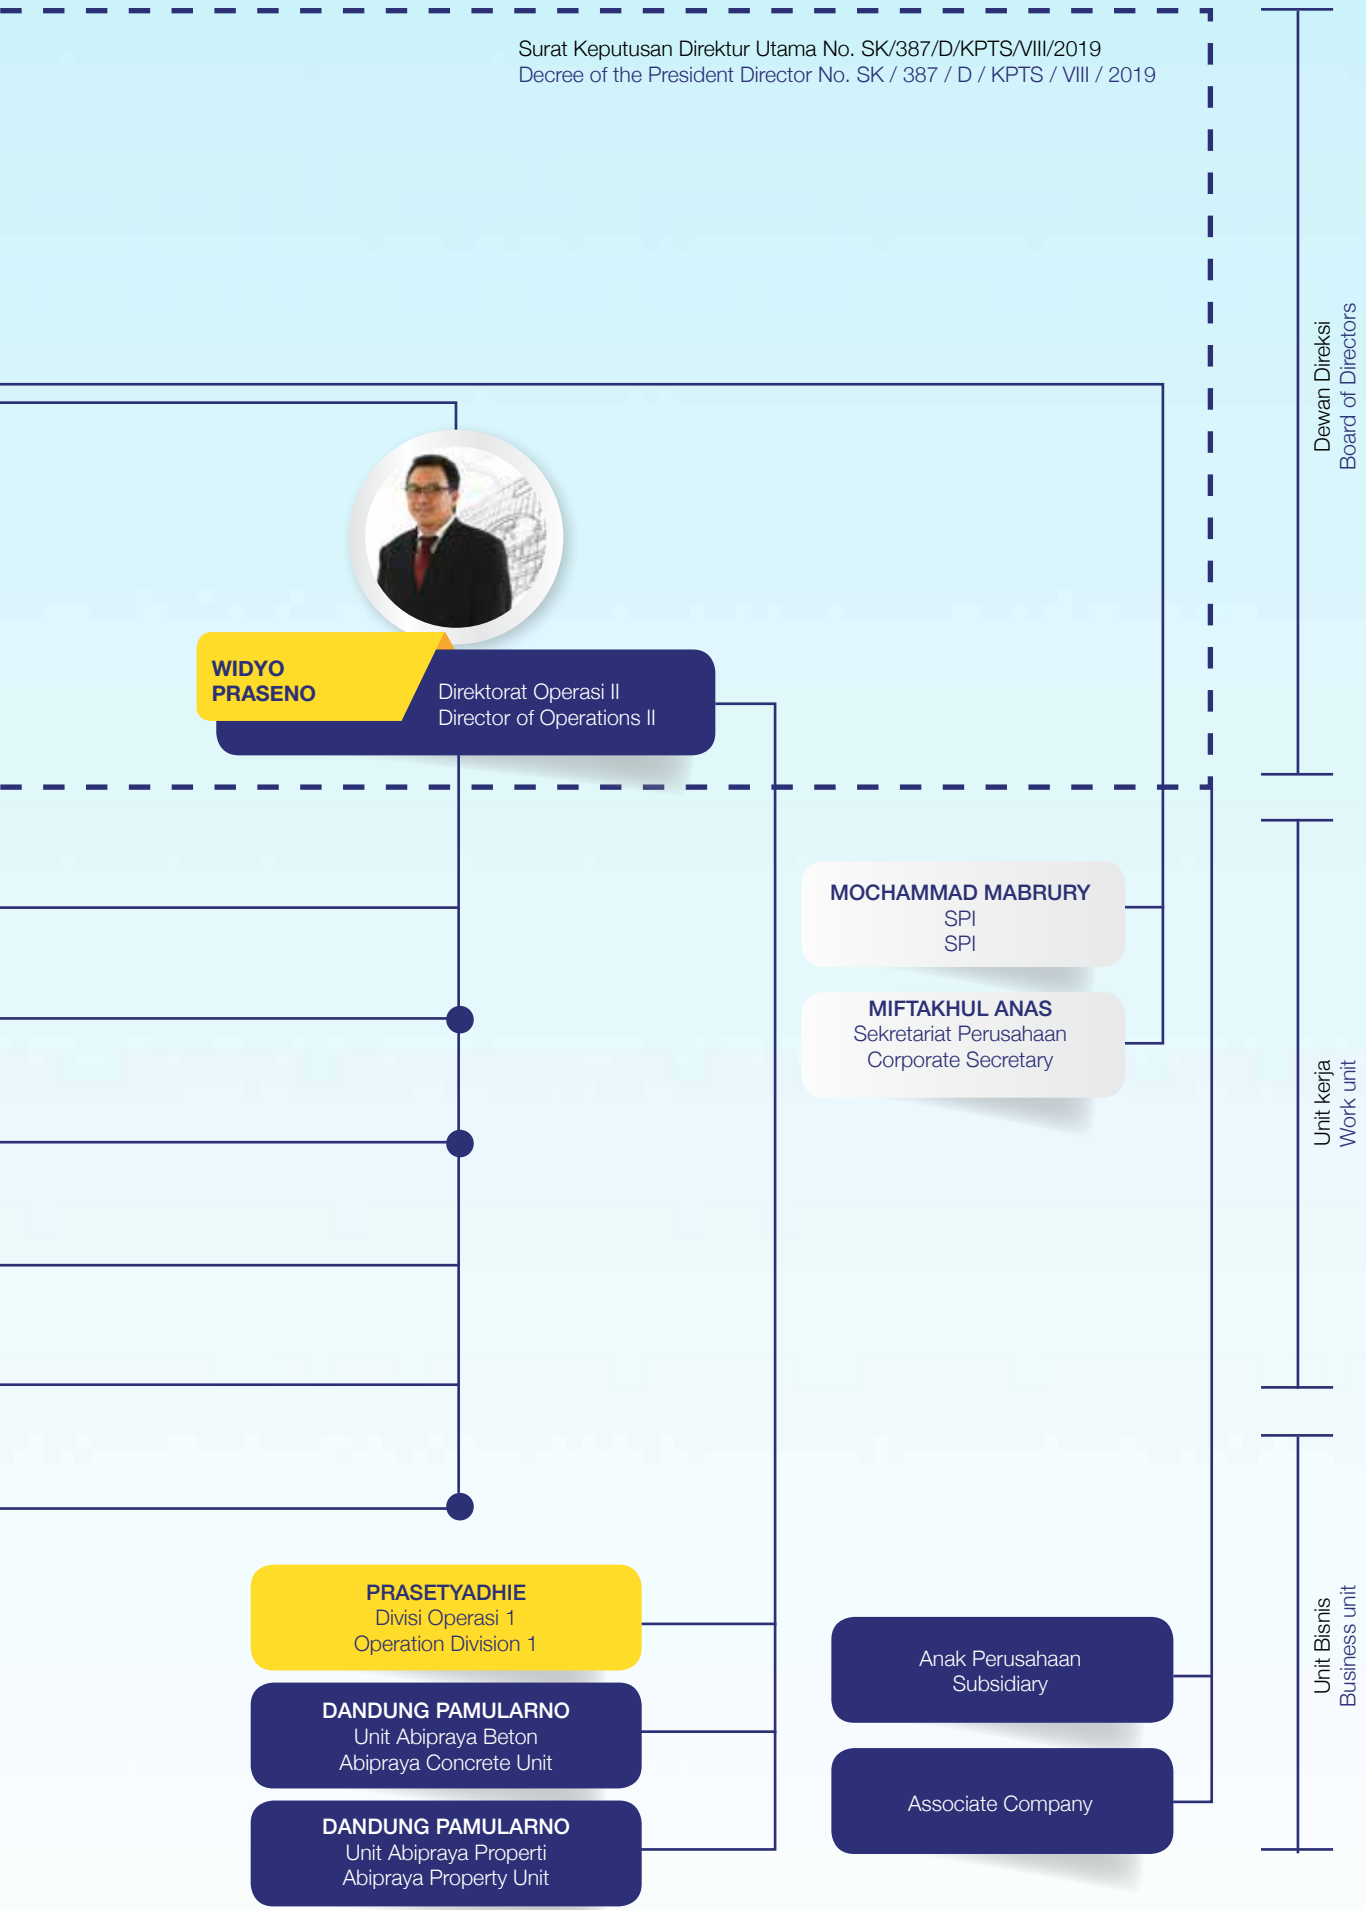 Surat Keputusan Direktur Utama No. SK/387/D/KPTS/VIII/2019
Decree of the President Director No. SK / 387 / D / KPTS / VIII / 2019
Dewan Direksi
Board of Directors
WIDYO
PRASENO
Direktorat Operasi II
Director of Operations II
MOCHAMMAD MABRURY
SPI
SPI
MIFTAKHUL ANAS
Sekretariat Perusahaan
Corporate Secretary
Unit kerja
Work unit
PRASETYADHIE
Divisi Operasi 1
Operation Division 1
DANDUNG PAMULARNO
Unit Abipraya Beton
Abipraya Concrete Unit
DANDUNG PAMULARNO
Unit Abipraya Properti
Abipraya Property Unit
Anak Perusahaan
Subsidiary
Associate Company
Unit Bisnis
Business unit